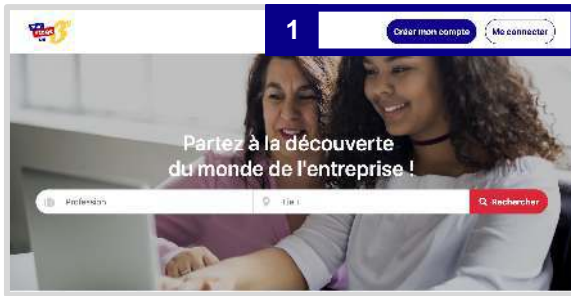 1
Créer mon compte
Me connecter
Partez à la découverte
du monde de l'entreprise !
Profession
Lieu
Rechercher